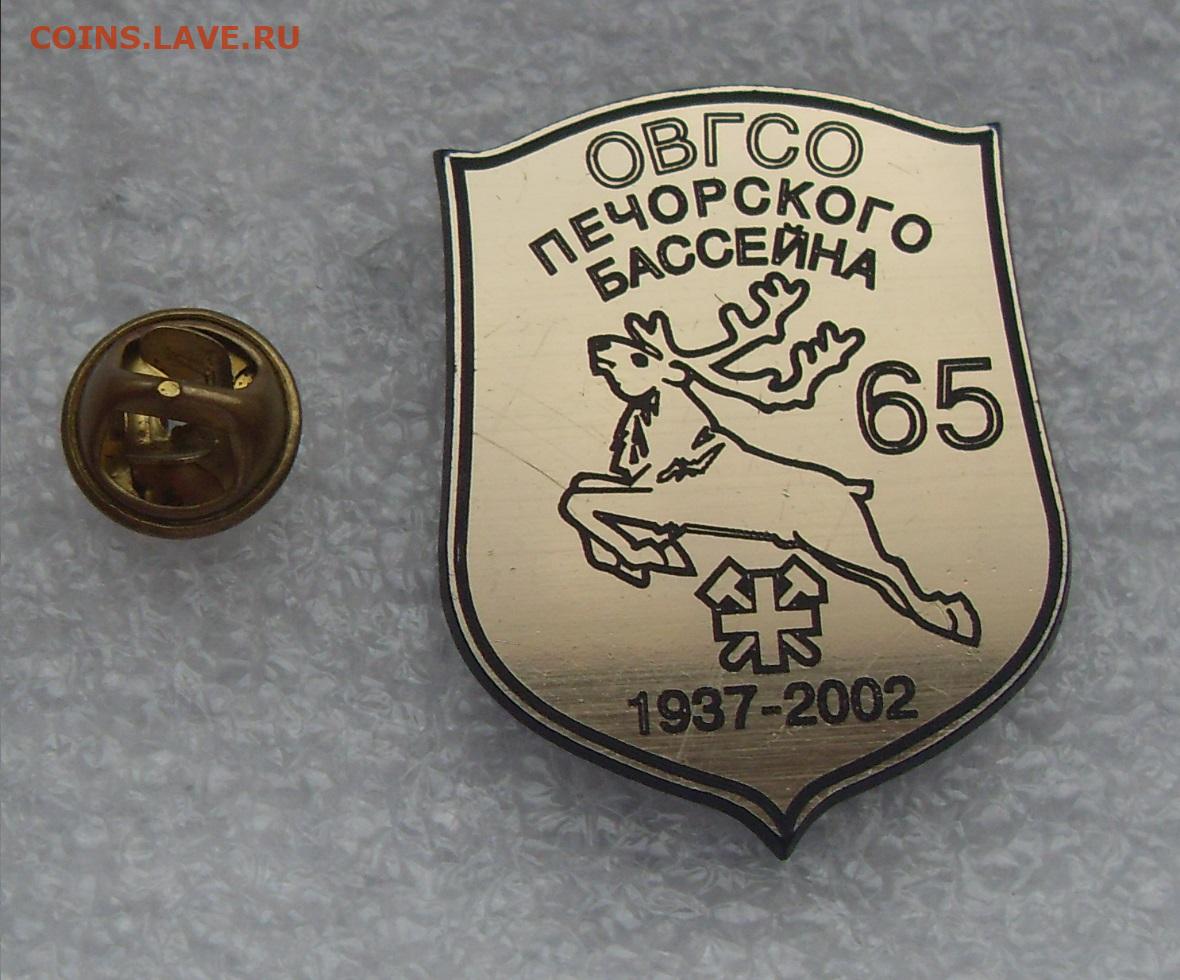 COINS.LAVE.RU
ОВГСО
ПЕЧОРСКОГО
БАССЕЙНА
65
1937-2002